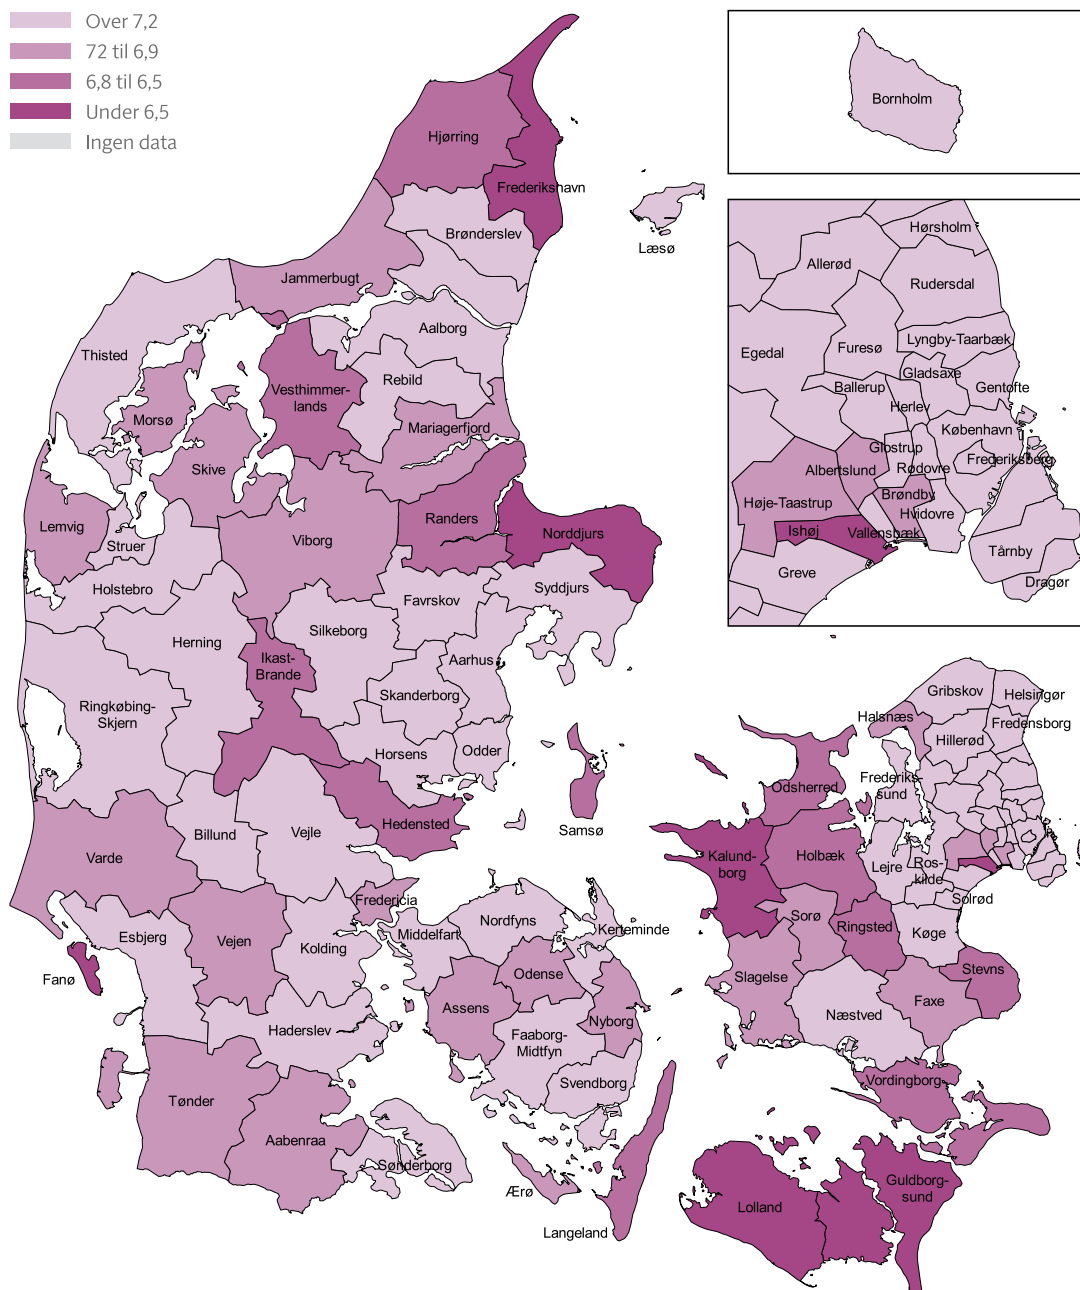 Over 7,2
72 til 6,9
6,8 til 6,5
Under 6,5
Ingen data
Bornholm
Hjørring
Frederikshavn
Læsø
Brønderslev
Jammerbugt
Aalborg
Thisted
Rebild
Vesthimmer-
lands
Morsø
Mariagerfjord
Skive
Lemvig
Randers
Viborg
Norddjurs
Struer
Holstebro
Favrskov
Syddjurs
Silkeborg
Herning
Ikast-
Brande
Aarhus
Skanderborg
Ringkøbing-
Skjern
Horsens
Odder
Hedensted
Billund
Vejle
Samsø
Varde
Fredericia
Esbjerg
Vejen
Kolding
Middelfart
Nordfyns
Kerteminde
Fanø
Odense
Assens
Nyborg
Haderslev
Faaborg-
Midtfyn
Svendborg
Tønder
Aabenraa
Sønderborg
Ærø
Langeland
Hørsholm
Allerød
Rudersdal
Egedal
Furesø
Lyngby-Taarbæk
Gladsaxe
Ballerup
Gentofte
Herlev
København
Glostrup
Frederiksberg
Albertslund
Rødovre
Brøndby
Høje-Taastrup
Hvidovre
Ishøj
Vallensbæk
Tårnby
Greve
Dragør
Gribskov
Helsingør
Halsnæs
Fredensborg
Hillerød
Frederiks-
sund
Odsherred
Kalund-
borg
Holbæk
Lejre
Ros-
kilde
Solrød
Sorø
Ringsted
Køge
Stevns
Slagelse
Faxe
Næstved
Vordingborg
Guldborg-
sund
Lolland